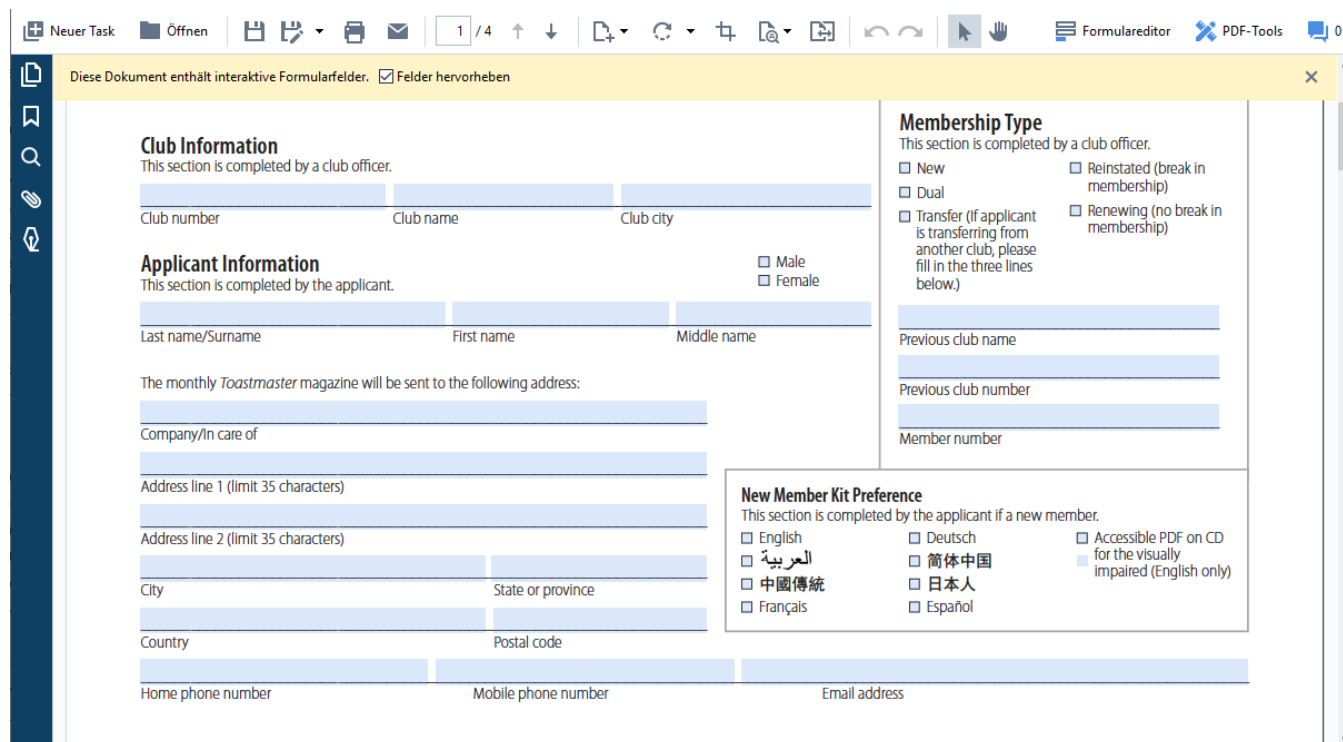 Neuer Task Öffnen 1 / 4 Formulareditor PDF-Tools 0
Diese Dokument enthält interaktive Formularfelder. Felder hervorheben
Club Information
This section is completed by a club officer.
Club number Club name Club city
Applicant Information
This section is completed by the applicant.
Male
Female
Last name/Surname First name Middle name
The monthly Toastmaster magazine will be sent to the following address:
Company/In care of
Address line 1 (limit 35 characters)
Address line 2 (limit 35 characters)
City State or province
Country Postal code
Home phone number Mobile phone number Email address
Membership Type
This section is completed by a club officer.
New
Dual
Transfer (If applicant
is transferring from
another club, please
fill in the three lines
below.)
Reinstated (break in
membership)
Renewing (no break in
membership)
Previous club name
Previous club number
Member number
New Member Kit Preference
This section is completed by the applicant if a new member.
English
العربية
中國傳統
Français
Deutsch
简体中国
日本人
Español
Accessible PDF on CD
for the visually
impaired (English only)